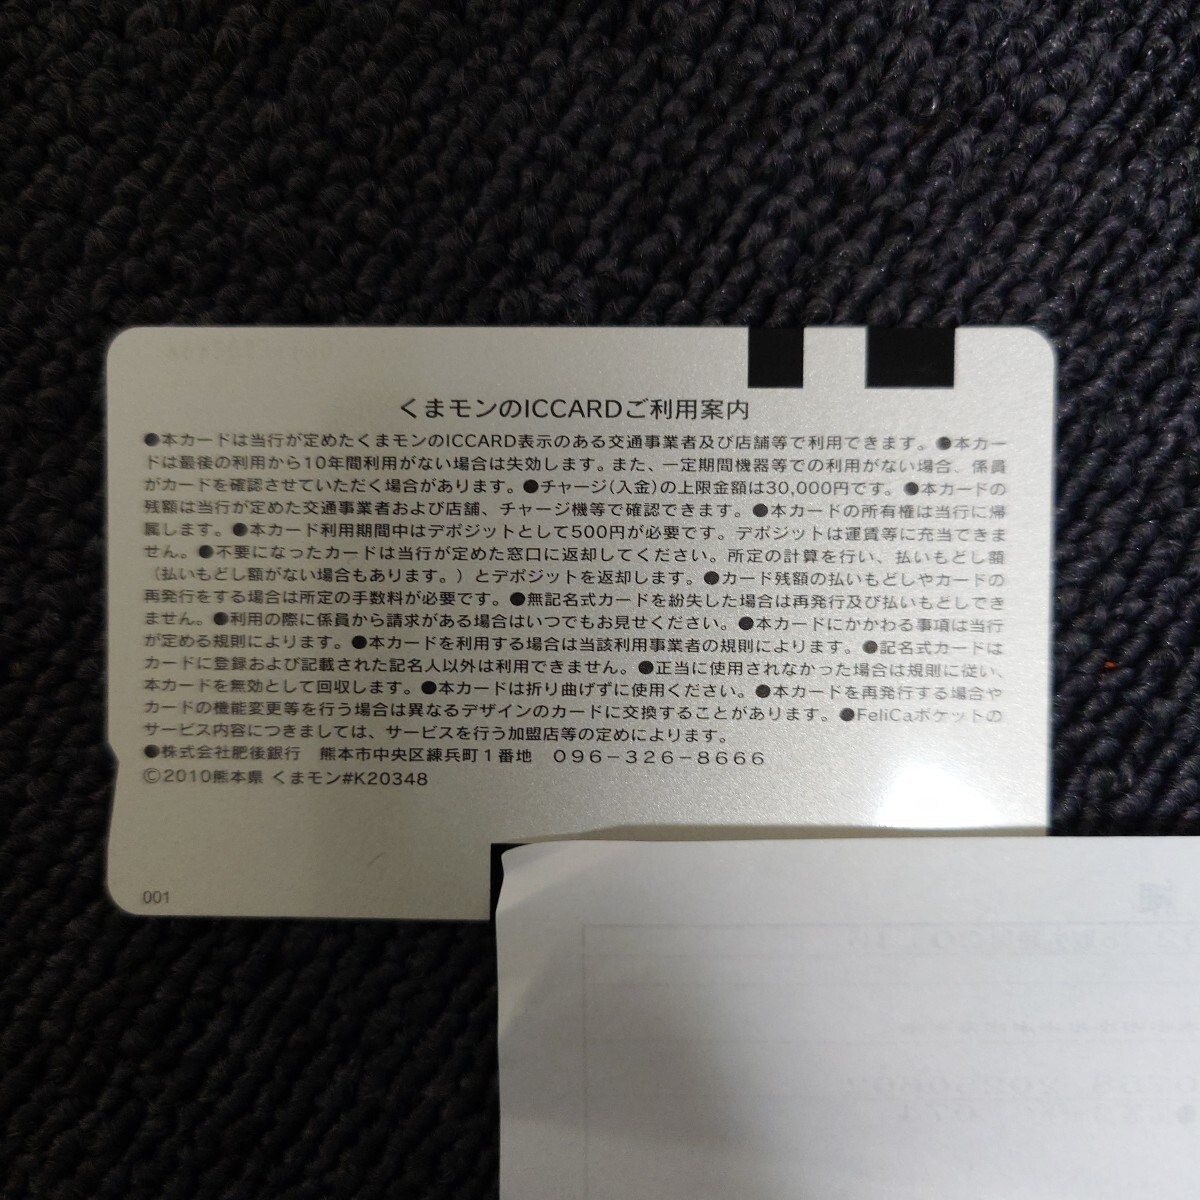 くまモンのICCARDご利用案内
●本カードは当行が定めたくまモンのICCARD表示のある交通事業者及び店舗等で利用できます。●本カー
ドは最後の利用から10年間利用がない場合は失効します。また、一定期間機器等での利用がない場合、係員
がカードを確認させていただく場合があります。●チャージ(入金)の上限金額は30,000円です。●本カードの
残額は当行が定めた交通事業者および店舗、チャージ機等で確認できます。●本カードの所有権は当行に帰
属します。●本カード利用期間中はデポジットとして500円が必要です。デポジットは運賃等に充当できま
せん。●不要になったカードは当行が定めた窓口に返却してください。所定の計算を行い、払いもどし額
(払いもどし額がない場合もあります。)とデポジットを返却します。●カード残額の払いもどしやカードの
再発行をする場合は所定の手数料が必要です。●無記名式カードを紛失した場合は再発行及び払いもどしでき
ません。●利用の際に係員から請求がある場合はいつでもお見せください。●本カードにかかわる事項は当行
が定める規則によります。●本カードを利用する場合は当該利用事業者の規則によります。●記名式カードは
カードに登録および記載された記名人以外は利用できません。●正当に使用されなかった場合は規則に従い、
本カードを無効として回収します。●本カードは折り曲げずに使用ください。●本カードを再発行する場合や
カードの機能変更等を行う場合は異なるデザインのカードに交換することがあります。●FeliCaポケットの
サービス内容につきましては、サービスを行う加盟店等の定めによります。
●株式会社肥後銀行　熊本市中央区練兵町1番地　096-326-8666
©2010熊本県 くまモン#K20348
001